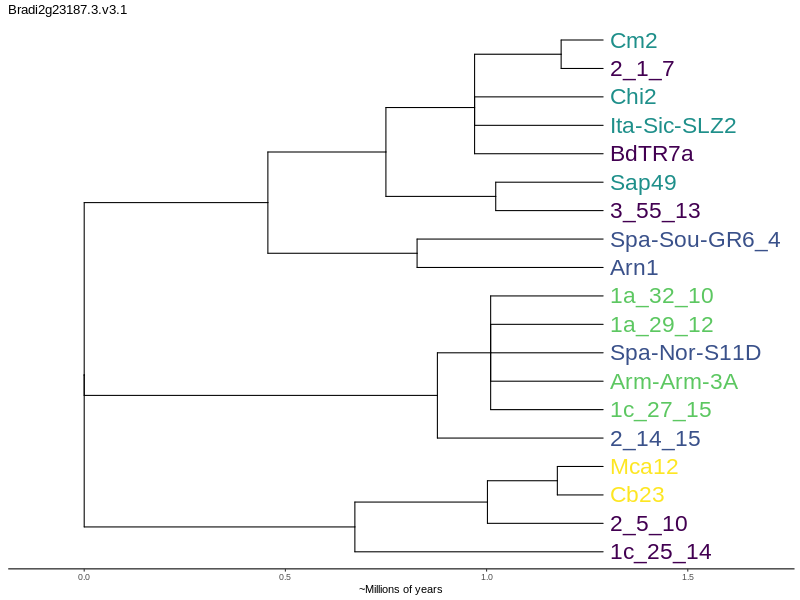 Bradi2g23187.3.v3.1
Cm2
2_1_7
Chi2
Ita-Sic-SLZ2
BdTR7a
Sap49
3_55_13
Spa-Sou-GR6_4
Arn1
1a_32_10
1a_29_12
Spa-Nor-S11D
Arm-Arm-3A
1c_27_15
2_14_15
Mca12
Cb23
2_5_10
1c_25_14
0.0 0.5 1.0 1.5
~Millions of years